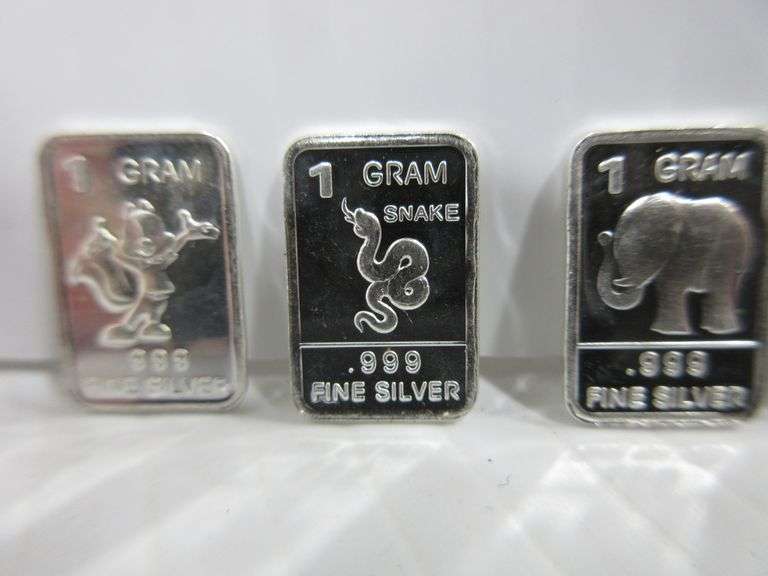 1 GRAM
.999
FINE SILVER
1 GRAM
SNAKE
.999
FINE SILVER
1 GRAM
.999
FINE SILVER